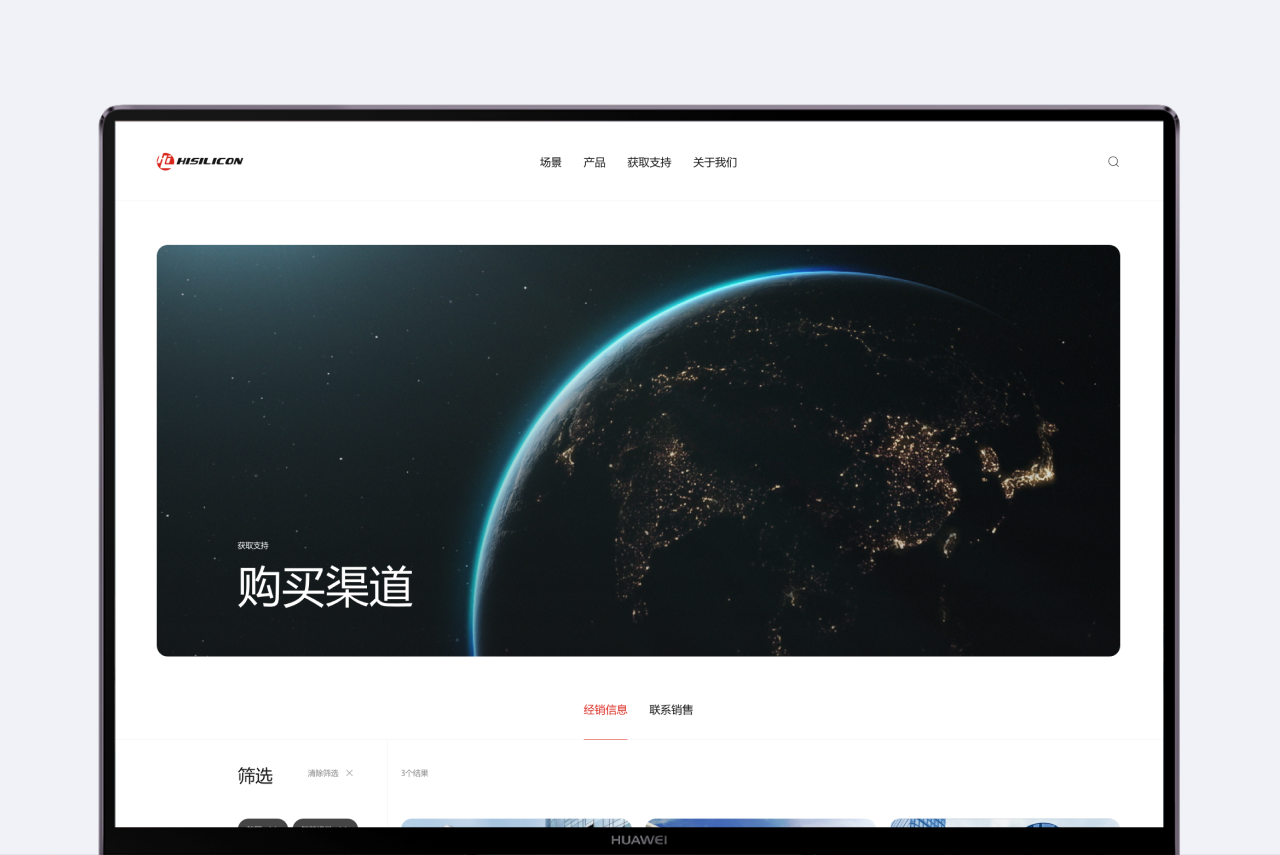 HISILICON
场景 产品 获取支持 关于我们
获取支持
购买渠道
经销信息 联系销售
筛选 清除筛选 3个结果
HUAWEI